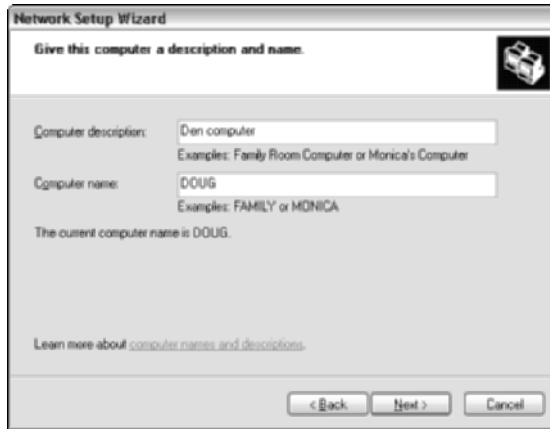 Network Setup Wizard
Give this computer a description and name.
Computer description: Den computer
Examples: Family Room Computer or Monica's Computer
Computer name: DOUG
Examples: FAMILY or MONICA
The current computer name is DOUG.
Learn more about computer names and descriptions.
< Back Next > Cancel